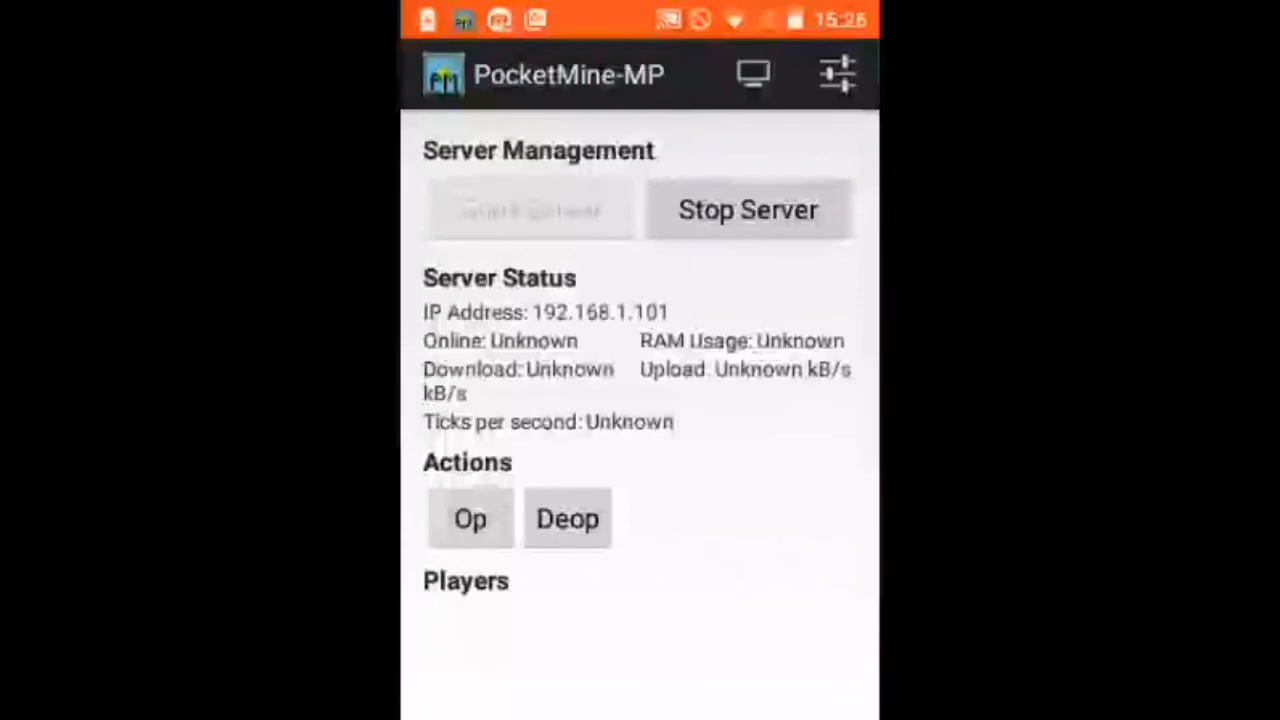 15:26
PocketMine-MP
Server Management
Stop Server
Server Status
IP Address: 192.168.1.101
Online: Unknown RAM Usage: Unknown
Download: Unknown Upload: Unknown kB/s
kB/s
Ticks per second: Unknown
Actions
Op Deop
Players